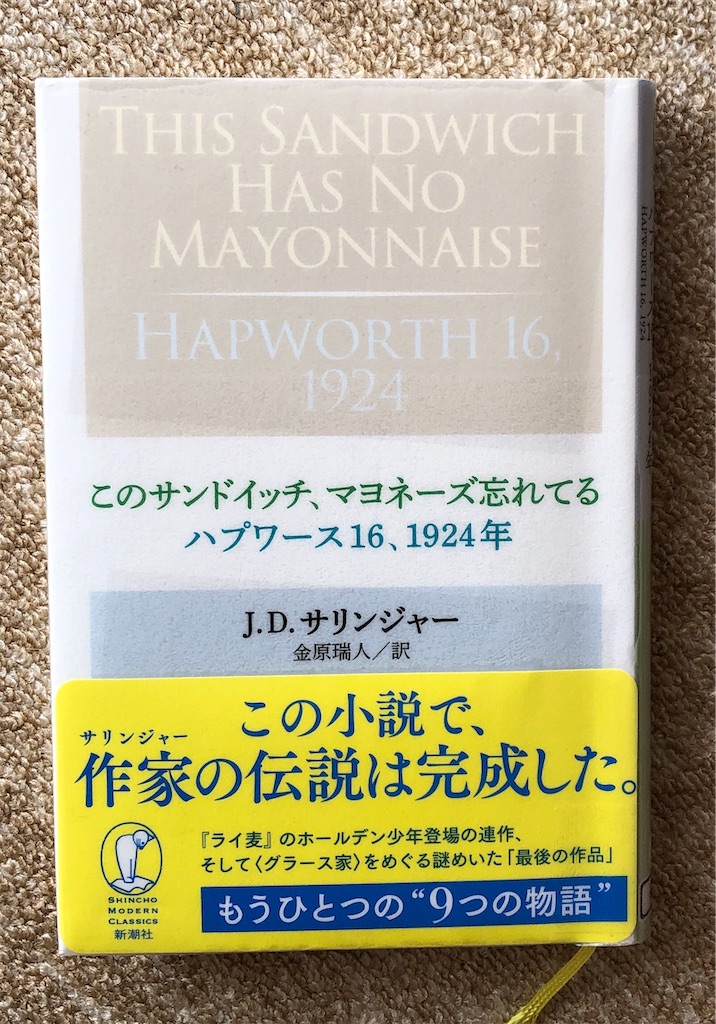 THIS SANDWICH
HAS NO
MAYONNAISE
HAPWORTH 16,
1924
このサンドイッチ、マヨネーズ忘れてる
ハプワース16、1924年
J.D.サリンジャー
金原瑞人／訳
この小説で、
サリンジャー
作家の伝説は完成した。
『ライ麦』のホールデン少年登場の連作、
そして〈グラース家〉をめぐる謎めいた「最後の作品」
もうひとつの“9つの物語”
SHINCHO
MODERN
CLASSICS
新潮社
HAPWORTH 16, 1924